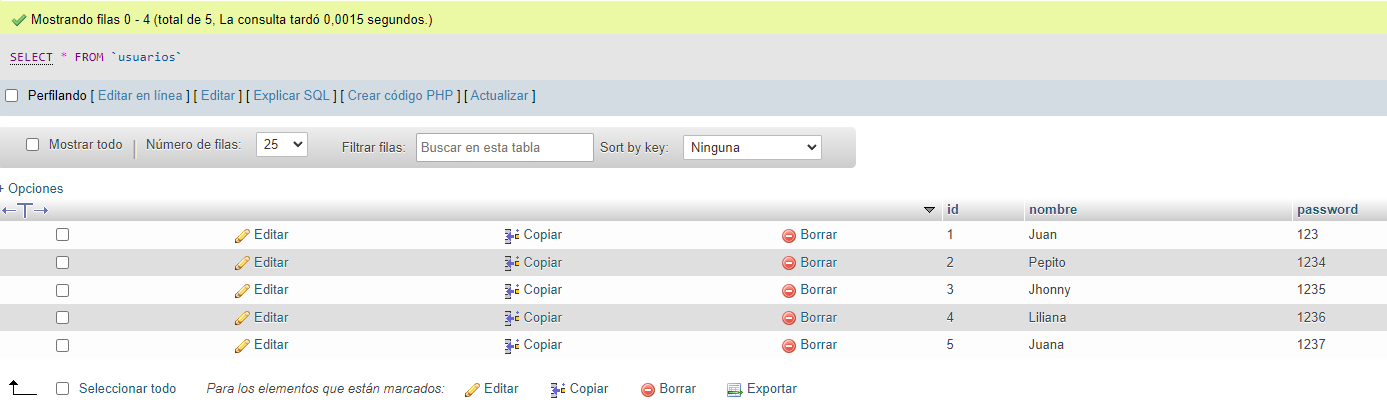 Mostrando filas 0 - 4 (total de 5, La consulta tardó 0,0015 segundos.)
SELECT * FROM `usuarios`
Perfilando [ Editar en línea ] [ Editar ] [ Explicar SQL ] [ Crear código PHP ] [ Actualizar ]
Mostrar todo | Número de filas: 25 Filtrar filas: Buscar en esta tabla Sort by key: Ninguna
+ Opciones
←T→ id nombre password
Editar Copiar Borrar 1 Juan 123
Editar Copiar Borrar 2 Pepito 1234
Editar Copiar Borrar 3 Jhonny 1235
Editar Copiar Borrar 4 Liliana 1236
Editar Copiar Borrar 5 Juana 1237
Seleccionar todo Para los elementos que están marcados: Editar Copiar Borrar Exportar